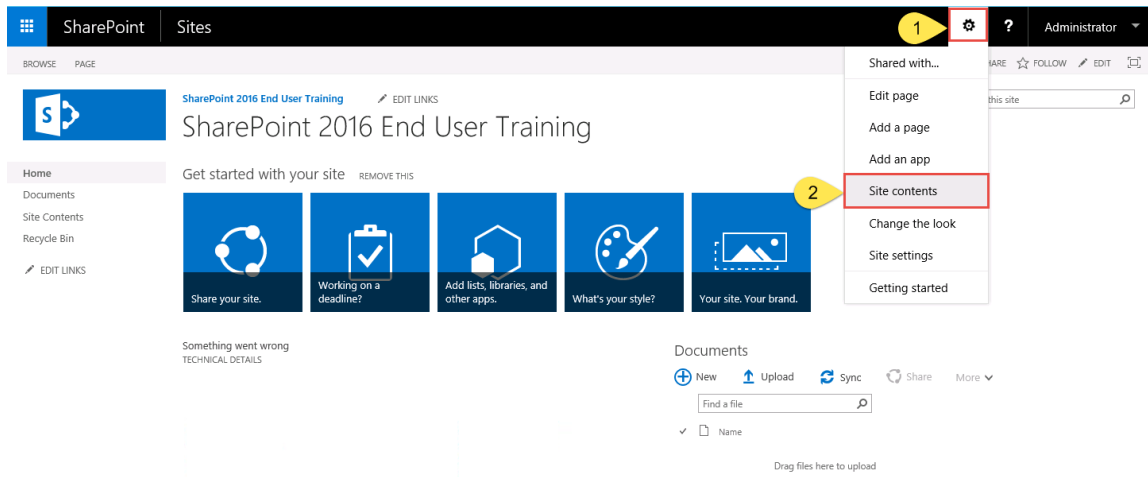 SharePoint
Sites
1
?
Administrator
BROWSE
PAGE
Shared with...
FOLLOW
EDIT
S
SharePoint 2016 End User Training
EDIT LINKS
Edit page
this site
SharePoint 2016 End User Training
Add a page
Add an app
Home
Get started with your site
REMOVE THIS
Documents
2
Site contents
Site Contents
Recycle Bin
Change the look
EDIT LINKS
Site settings
Getting started
Share your site.
Working on a
deadline?
Add lists, libraries, and
other apps.
What's your style?
Your site. Your brand.
Something went wrong
TECHNICAL DETAILS
Documents
New
Upload
Sync
Share
More
Find a file
Name
Drag files here to upload